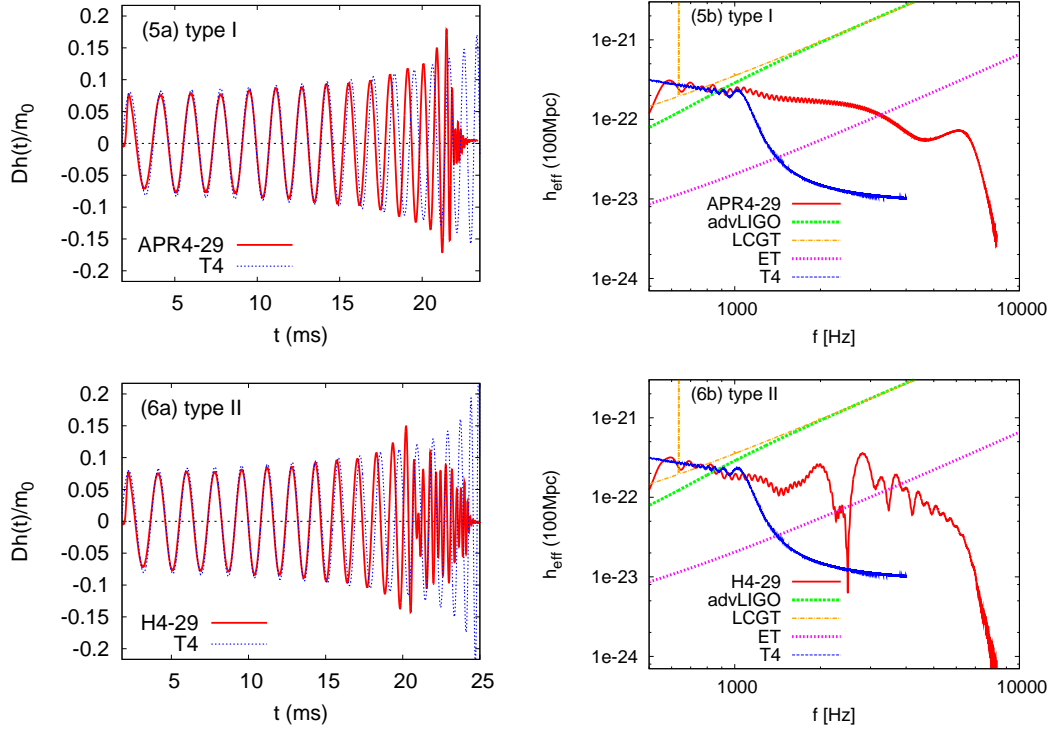 (5a) type I
0.2
0.15
0.1
0.05
0
-0.05
-0.1
-0.15
-0.2
Dh(t)/m0
APR4-29
T4
5 10 15 20
t (ms)
(5b) type I
1e-21
1e-22
1e-23
1e-24
h_eff (100Mpc)
APR4-29
advLIGO
LCGT
ET
T4
1000 10000
f [Hz]
(6a) type II
0.2
0.15
0.1
0.05
0
-0.05
-0.1
-0.15
-0.2
Dh(t)/m0
H4-29
T4
5 10 15 20 25
t (ms)
(6b) type II
1e-21
1e-22
1e-23
1e-24
h_eff (100Mpc)
H4-29
advLIGO
LCGT
ET
T4
1000 10000
f [Hz]